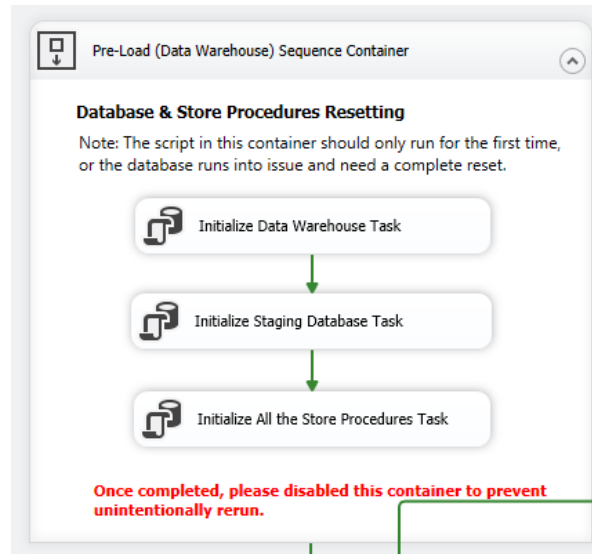 Pre-Load (Data Warehouse) Sequence Container
Database & Store Procedures Resetting
Note: The script in this container should only run for the first time,
or the database runs into issue and need a complete reset.
Initialize Data Warehouse Task
Initialize Staging Database Task
Initialize All the Store Procedures Task
Once completed, please disabled this container to prevent
unintentionally rerun.